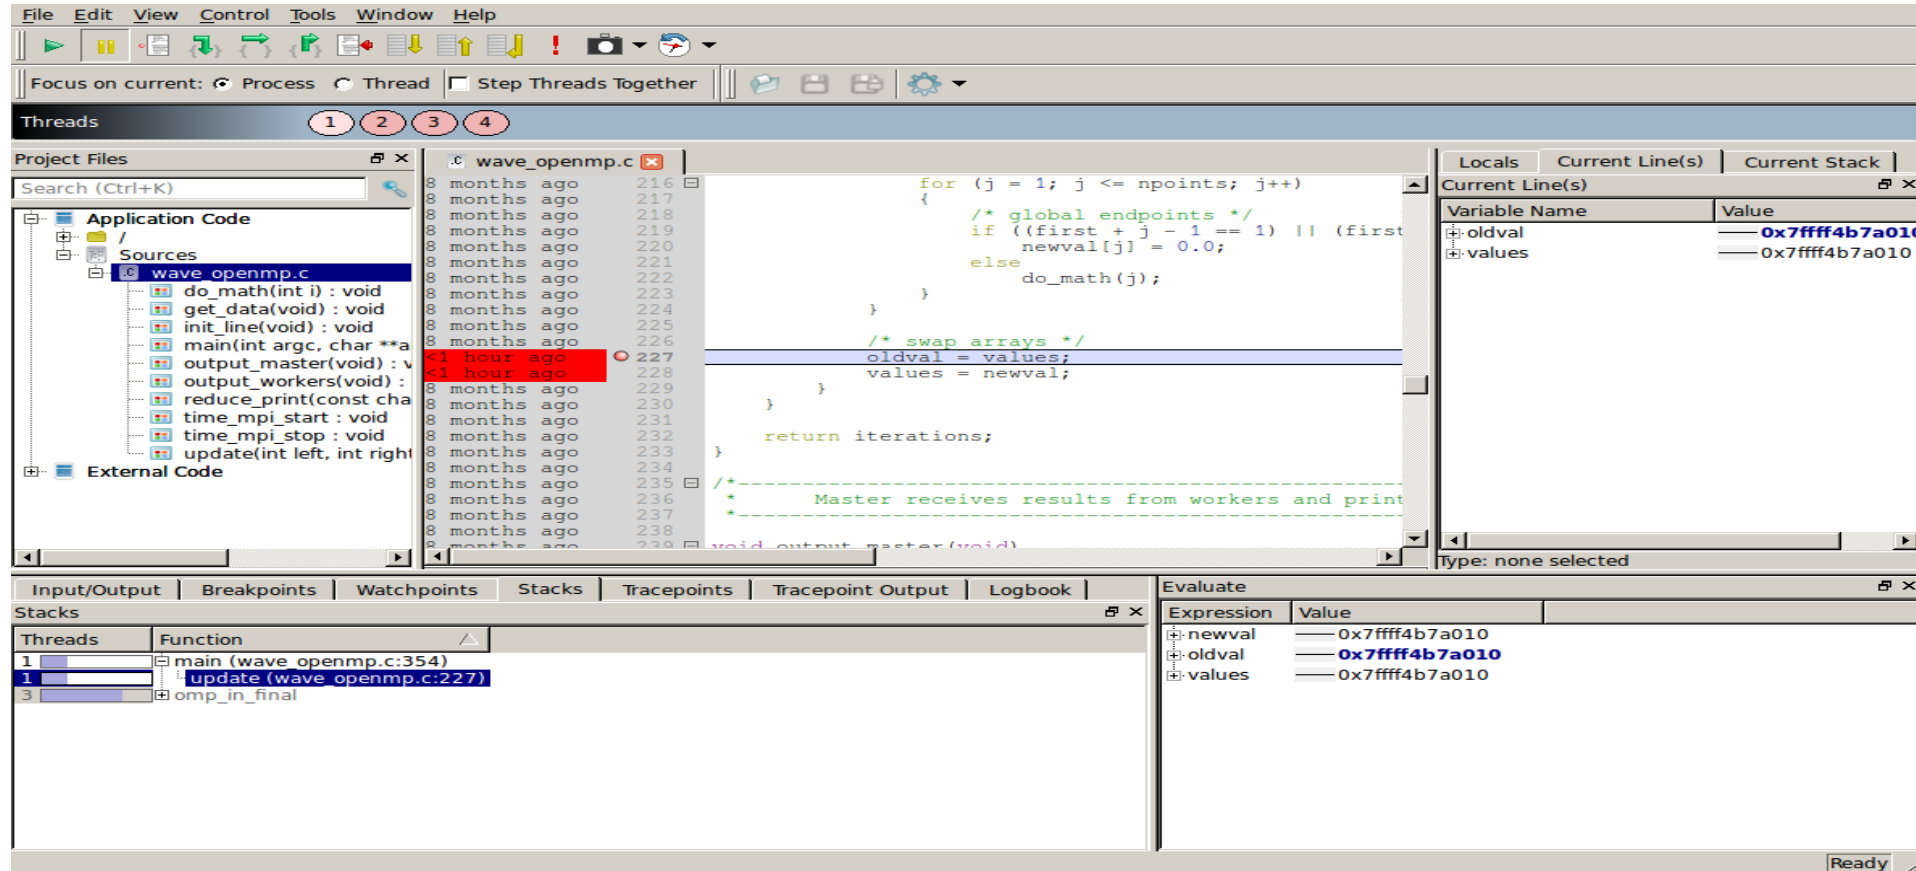 File Edit View Control Tools Window Help
Focus on current: Process Thread Step Threads Together
Threads 1 2 3 4
Project Files
Search (Ctrl+K)
Application Code
/
Sources
wave_openmp.c
do_math(int i) : void
get_data(void) : void
init_line(void) : void
main(int argc, char **a
output_master(void) : v
output_workers(void) :
reduce_print(const cha
time_mpi_start : void
time_mpi_stop : void
update(int left, int right
External Code
wave_openmp.c
8 months ago 216 for (j = 1; j <= npoints; j++)
8 months ago 217 {
8 months ago 218 /* global endpoints */
8 months ago 219 if ((first + j - 1 == 1) || (first
8 months ago 220 newval[j] = 0.0;
8 months ago 221 else
8 months ago 222 do_math(j);
8 months ago 223 }
8 months ago 224 }
8 months ago 225
8 months ago 226 /* swap arrays */
<1 hour ago 227 oldval = values;
<1 hour ago 228 values = newval;
8 months ago 229 }
8 months ago 230 }
8 months ago 231
8 months ago 232 return iterations;
8 months ago 233 }
8 months ago 234
8 months ago 235 /*------------------------------------------------------
8 months ago 236 * Master receives results from workers and print
8 months ago 237 *------------------------------------------------------
8 months ago 238
8 months ago 239 void output_master(void)
Locals Current Line(s) Current Stack
Current Line(s)
Variable Name Value
oldval 0x7ffff4b7a010
values 0x7ffff4b7a010
Type: none selected
Input/Output Breakpoints Watchpoints Stacks Tracepoints Tracepoint Output Logbook
Stacks
Threads Function
1 main (wave_openmp.c:354)
1 update (wave_openmp.c:227)
3 omp_in_final
Evaluate
Expression Value
newval 0x7ffff4b7a010
oldval 0x7ffff4b7a010
values 0x7ffff4b7a010
Ready